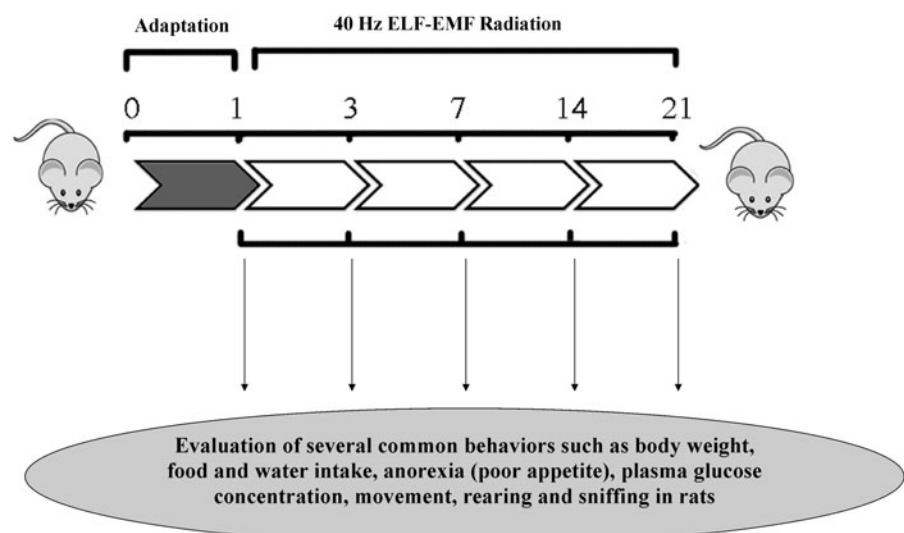 Adaptation
40 Hz ELF-EMF Radiation
0 1 3 7 14 21
Evaluation of several common behaviors such as body weight,
food and water intake, anorexia (poor appetite), plasma glucose
concentration, movement, rearing and sniffing in rats